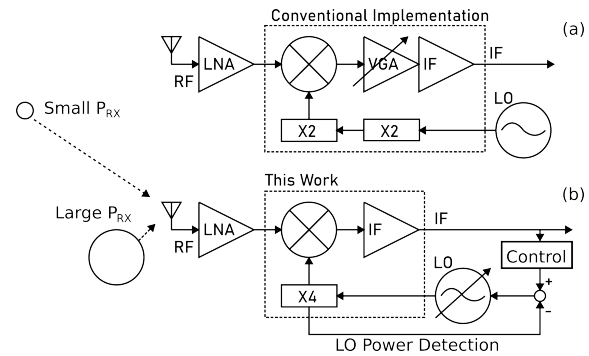 Conventional Implementation
(a)
LNA
VGA
IF
IF
RF
X2
X2
LO
Small P_RX
This Work
(b)
Large P_RX
LNA
IF
IF
RF
Control
LO
X4
+
−
LO Power Detection